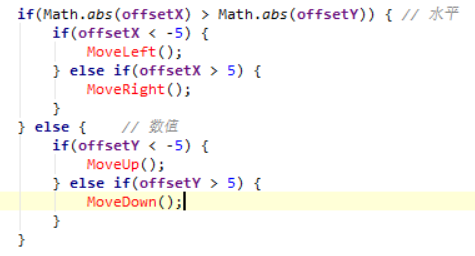 if(Math.abs(offsetX) > Math.abs(offsetY)) { // 水平
    if(offsetX < -5) {
        MoveLeft();
    } else if(offsetX > 5) {
        MoveRight();
    }
} else {    // 数值
    if(offsetY < -5) {
        MoveUp();
    } else if(offsetY > 5) {
        MoveDown();
    }
}